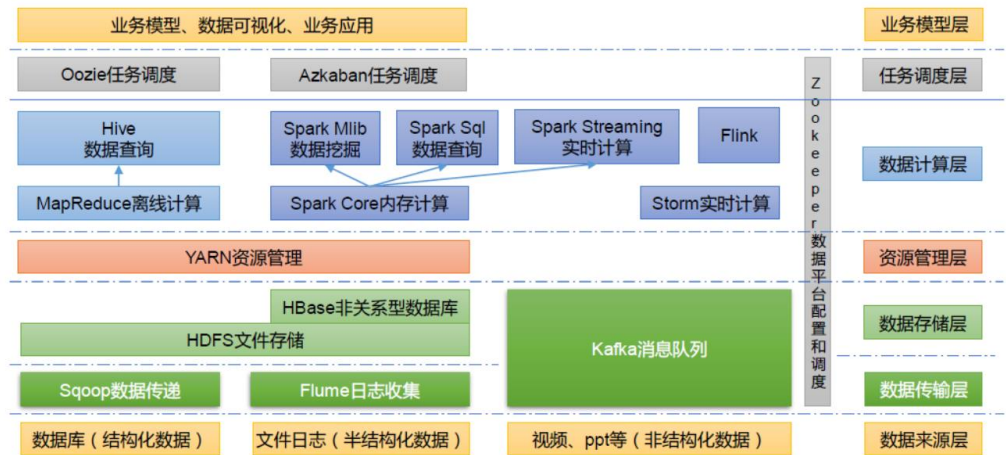 业务模型、数据可视化、业务应用
业务模型层
Oozie任务调度
Azkaban任务调度
任务调度层
Hive
数据查询
Spark Mlib
数据挖掘
Spark Sql
数据查询
Spark Streaming
实时计算
Flink
数据计算层
MapReduce离线计算
Spark Core内存计算
Storm实时计算
Zookeeper数据平台配置和调度
YARN资源管理
资源管理层
HBase非关系型数据库
HDFS文件存储
Kafka消息队列
数据存储层
Sqoop数据传递
Flume日志收集
数据传输层
数据库（结构化数据）
文件日志（半结构化数据）
视频、ppt等（非结构化数据）
数据来源层